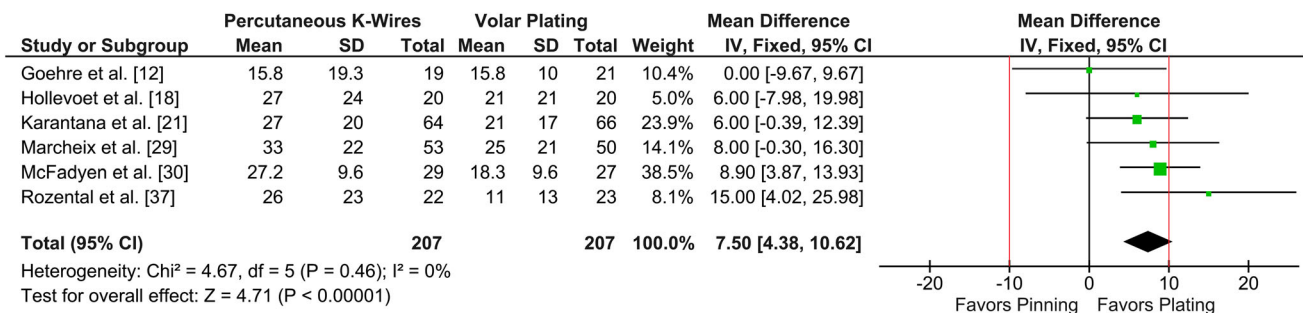 Percutaneous K-Wires Volar Plating Mean Difference Mean Difference
Study or Subgroup Mean SD Total Mean SD Total Weight IV, Fixed, 95% CI IV, Fixed, 95% CI
Goehre et al. [12] 15.8 19.3 19 15.8 10 21 10.4% 0.00 [-9.67, 9.67]
Hollevoet et al. [18] 27 24 20 21 21 20 5.0% 6.00 [-7.98, 19.98]
Karantana et al. [21] 27 20 64 21 17 66 23.9% 6.00 [-0.39, 12.39]
Marcheix et al. [29] 33 22 53 25 21 50 14.1% 8.00 [-0.30, 16.30]
McFadyen et al. [30] 27.2 9.6 29 18.3 9.6 27 38.5% 8.90 [3.87, 13.93]
Rozental et al. [37] 26 23 22 11 13 23 8.1% 15.00 [4.02, 25.98]
Total (95% CI) 207 207 100.0% 7.50 [4.38, 10.62]
Heterogeneity: Chi² = 4.67, df = 5 (P = 0.46); I² = 0%
Test for overall effect: Z = 4.71 (P < 0.00001)
-20 -10 0 10 20
Favors Pinning Favors Plating